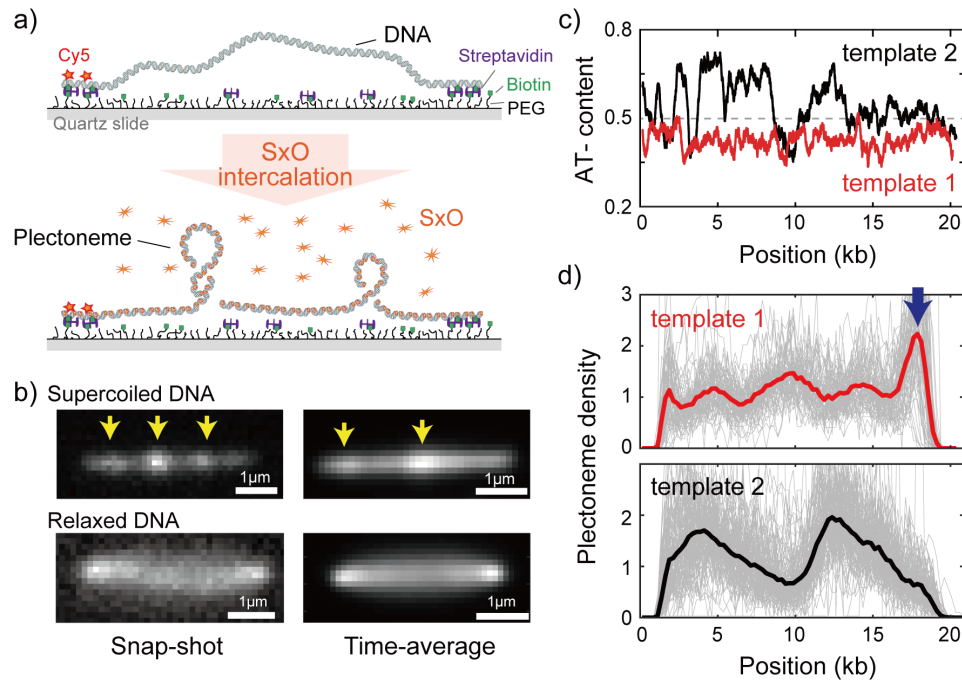 a)
DNA
Cy5
Streptavidin
Biotin
PEG
Quartz slide
SxO
intercalation
SxO
Plectoneme
b)
Supercoiled DNA
1μm
1μm
Relaxed DNA
1μm
1μm
Snap-shot
Time-average
c)
0.8
0.5
0.2
AT- content
template 2
template 1
0
5
10
15
20
Position (kb)
d)
3
2
1
0
template 1
Plectoneme density
template 2
2
1
0
0
5
10
15
20
Position (kb)